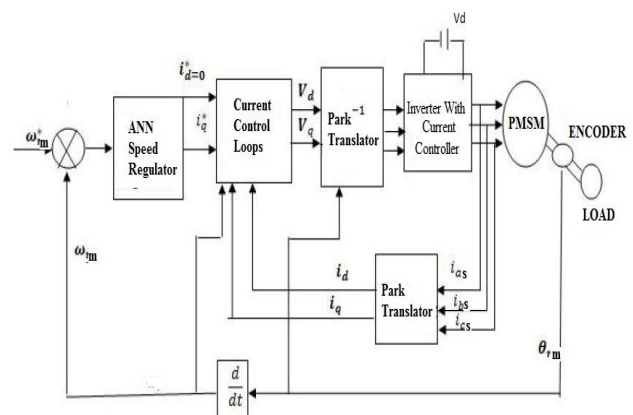 Vd
i*d=0
i*q
ANN
Speed
Regulator
Current
Control
Loops
Vd
Vq
Park⁻¹
Translator
Inverter With
Current
Controller
PMSM
ENCODER
LOAD
ω*rm
ωrm
id
iq
Park
Translator
ias
ibs
ics
θrm
d
dt